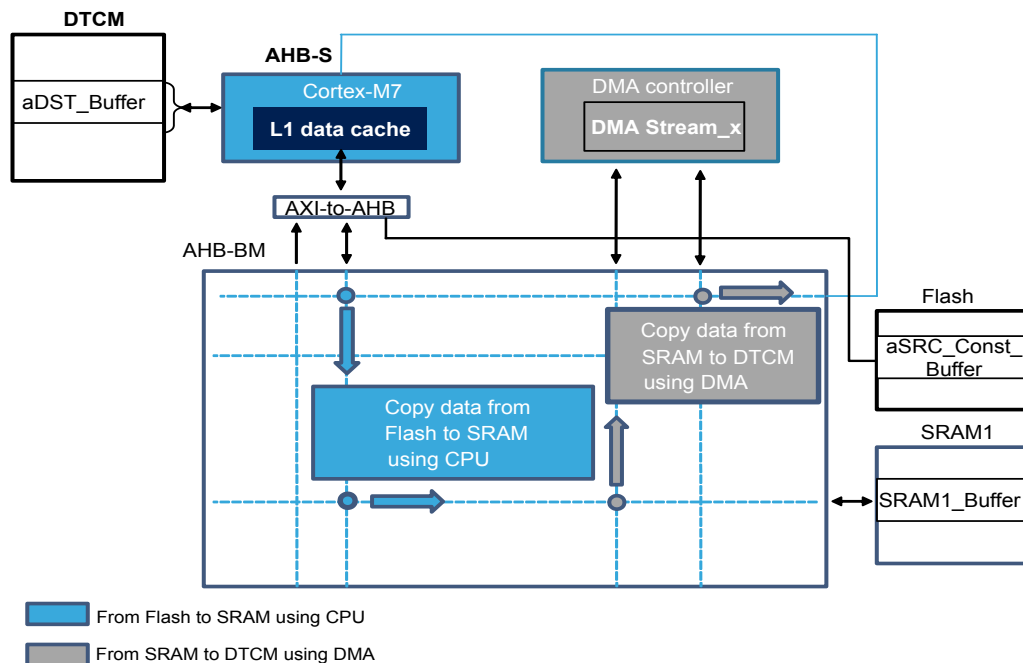 DTCM
aDST_Buffer
AHB-S
Cortex-M7
L1 data cache
DMA controller
DMA Stream_x
AXI-to-AHB
AHB-BM
Copy data from
SRAM to DTCM
using DMA
Copy data from
Flash to SRAM
using CPU
Flash
aSRC_Const_
Buffer
SRAM1
SRAM1_Buffer
From Flash to SRAM using CPU
From SRAM to DTCM using DMA